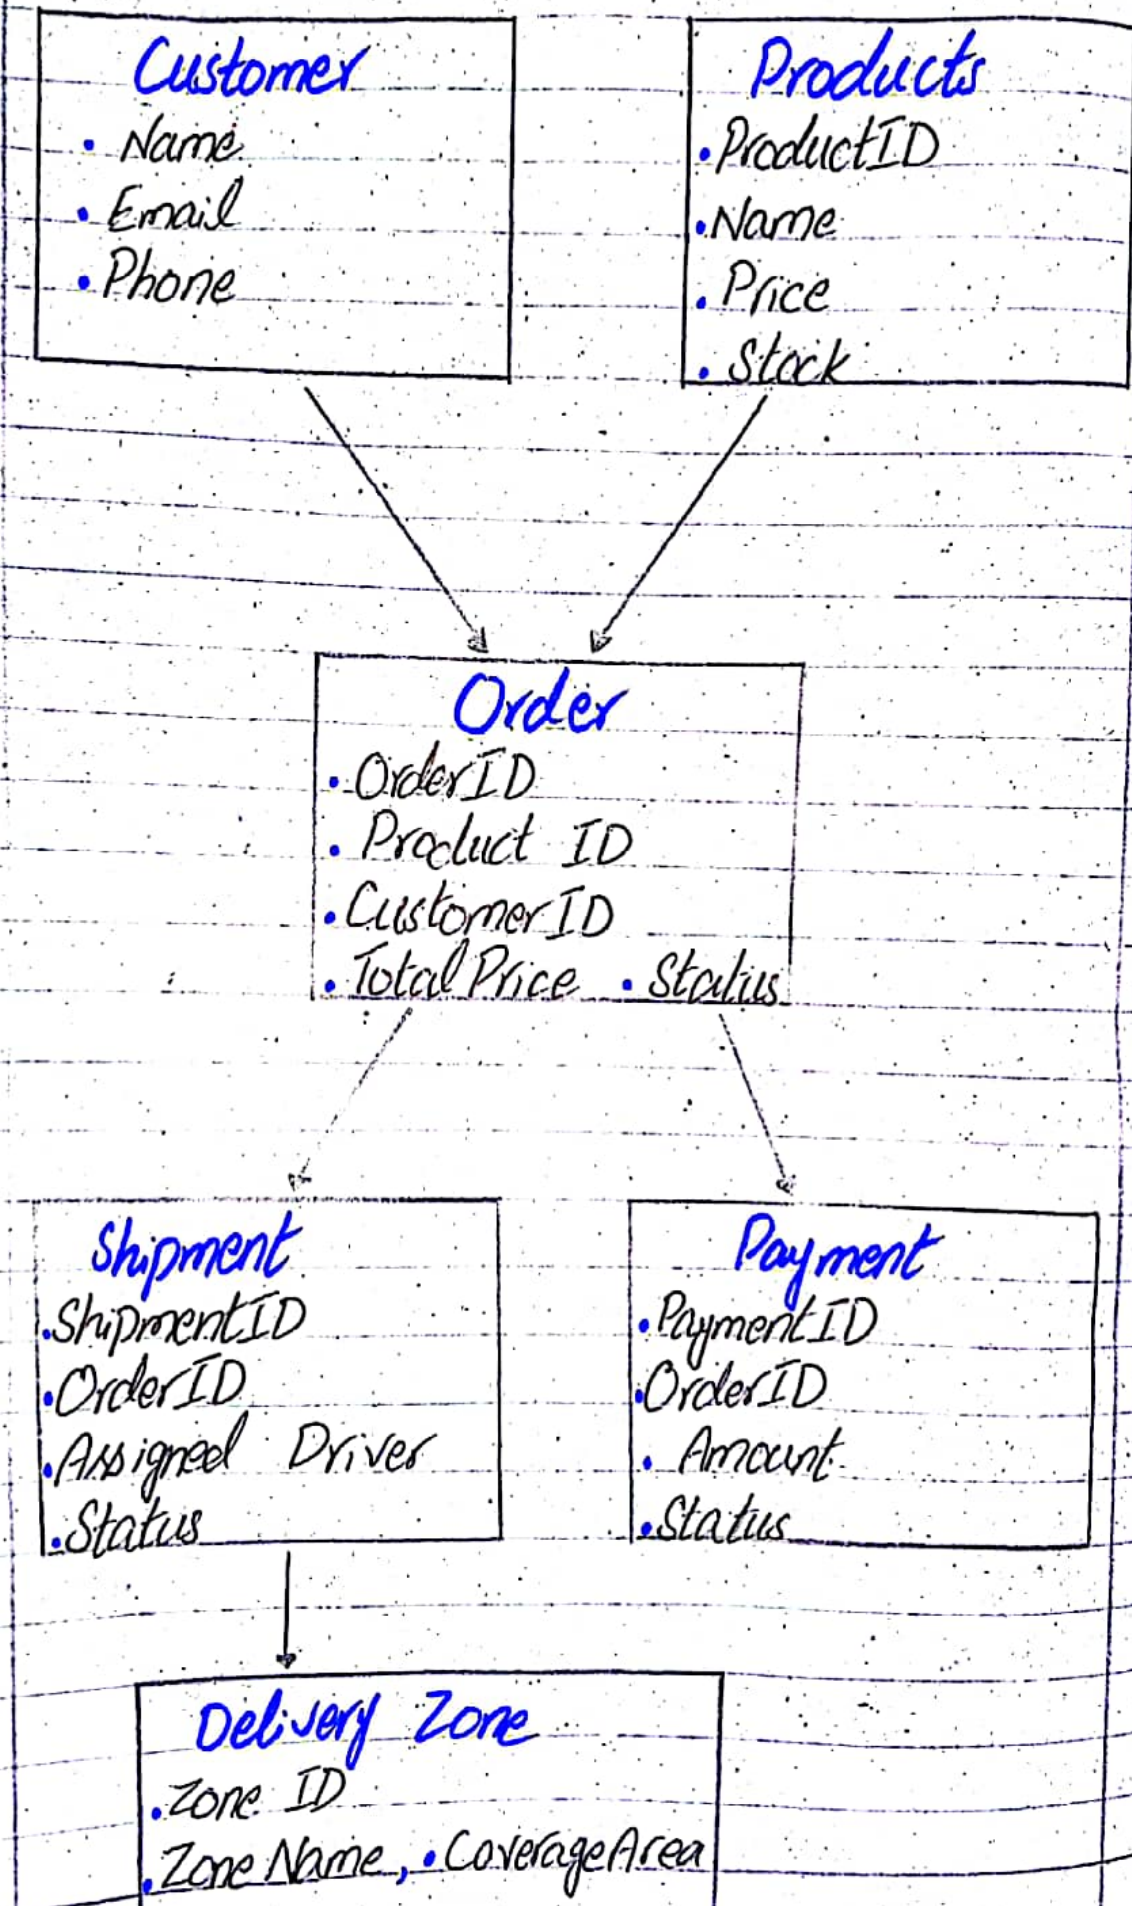 Customer
• Name
• Email
• Phone
Products
• ProductID
• Name
• Price
• Stock
Order
• OrderID
• Product ID
• CustomerID
• Total Price • Status
Shipment
• ShipmentID
• OrderID
• Assigned Driver
• Status
Payment
• PaymentID
• OrderID
• Amount
• Status
Delivery Zone
• Zone ID
• Zone Name, • CoverageArea